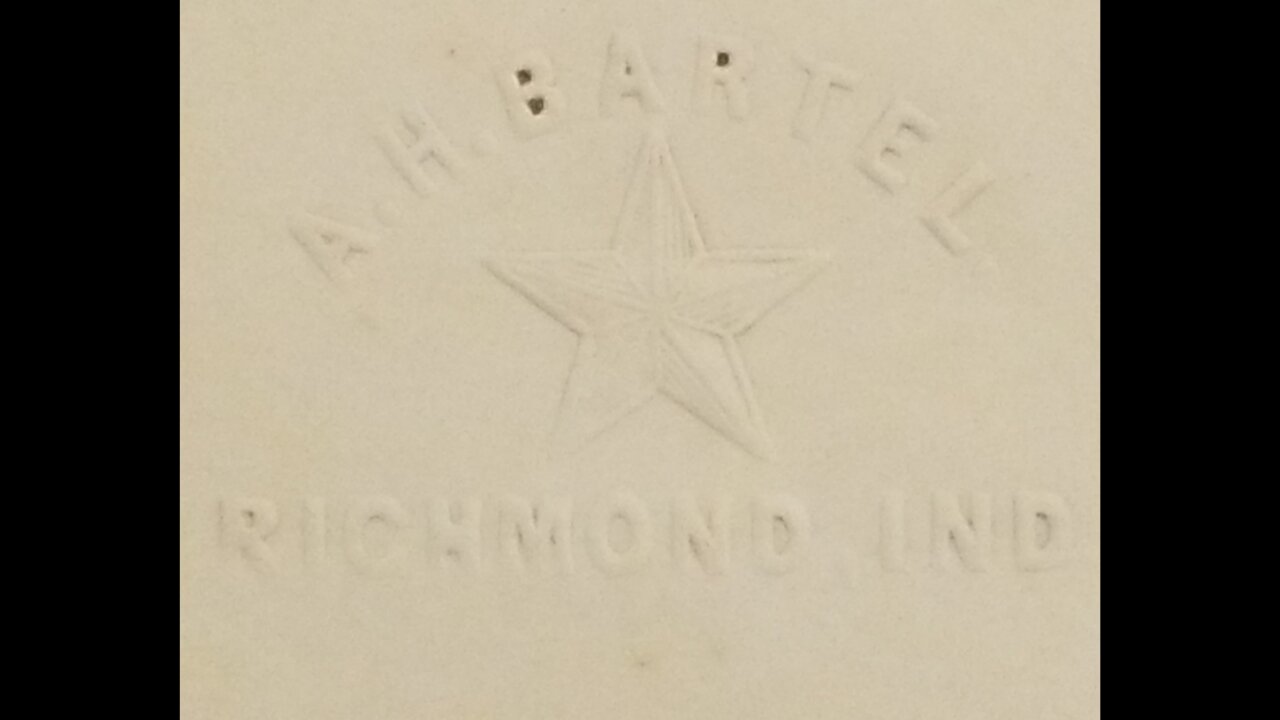 A.H. BARTEL
RICHMOND, IND